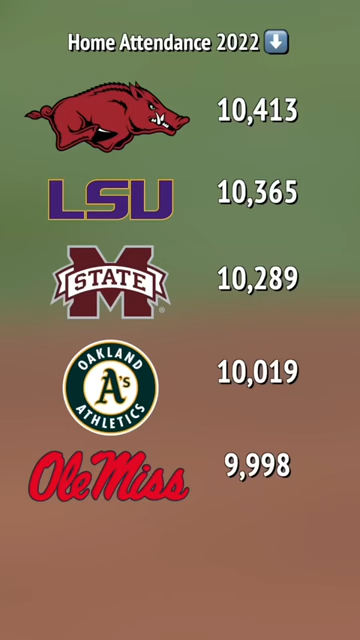 Home Attendance 2022⬇️
10,413
LSU 10,365
STATE 10,289
OAKLAND
A's
ATHLETICS
10,019
Ole Miss 9,998